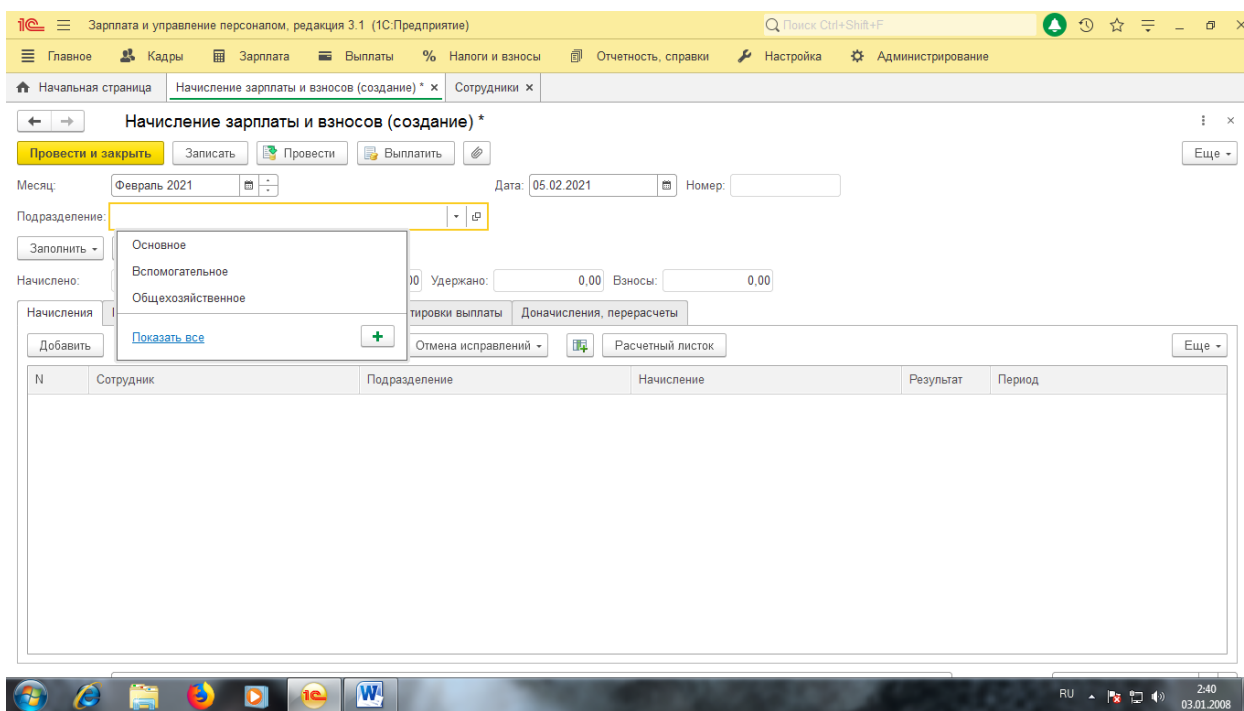 1С Зарплата и управление персоналом, редакция 3.1 (1С:Предприятие) Поиск Ctrl+Shift+F
Главное Кадры Зарплата Выплаты % Налоги и взносы Отчетность, справки Настройка Администрирование
Начальная страница Начисление зарплаты и взносов (создание) * × Сотрудники ×
Начисление зарплаты и взносов (создание) *
Провести и закрыть Записать Провести Выплатить Еще
Месяц: Февраль 2021 Дата: 05.02.2021 Номер:
Подразделение:
Заполнить
Основное
Вспомогательное
Общехозяйственное
Показать все +
Начислено: 00 Удержано: 0,00 Взносы: 0,00
Начисления тировки выплаты Доначисления, перерасчеты
Добавить Отмена исправлений Расчетный листок Еще
N Сотрудник Подразделение Начисление Результат Период
1С W RU 2:40
03.01.2008